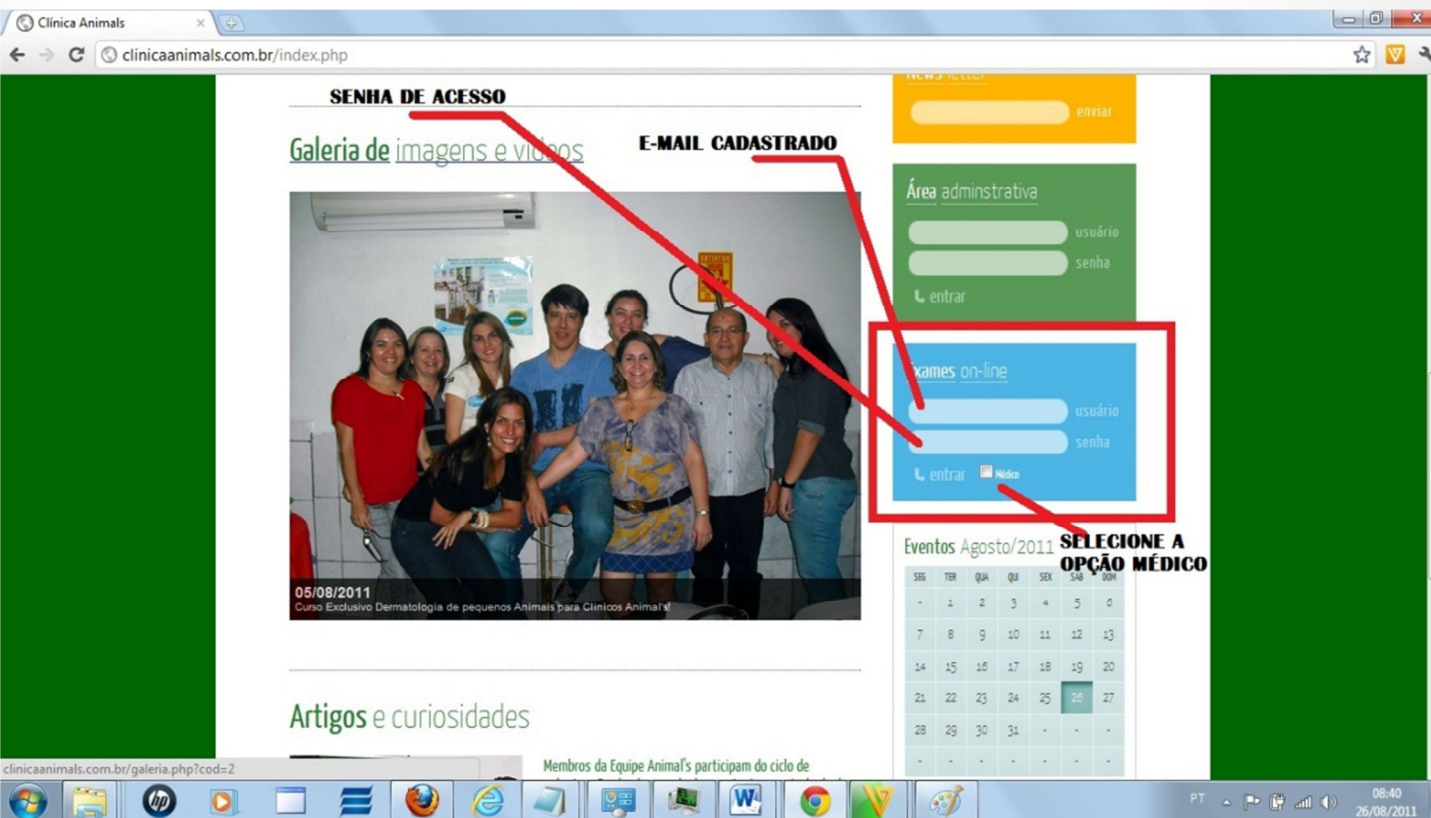 Clínica Animals
clinicaanimals.com.br/index.php
News letter
enviar
SENHA DE ACESSO
E-MAIL CADASTRADO
Galeria de imagens e vídeos
Área adminstrativa
usuário
senha
entrar
Exames on-line
usuário
senha
entrar Médico
SELECIONE A
OPÇÃO MÉDICO
05/08/2011
Curso Exclusivo Dermatologia de pequenos Animais para Clinicos Animal's!
Eventos Agosto/2011
SEG TER QUA QUI SEX SAB DOM
- 1 2 3 4 5 6
7 8 9 10 11 12 13
14 15 16 17 18 19 20
21 22 23 24 25 26 27
28 29 30 31 - - -
- - - - - - -
Artigos e curiosidades
Membros da Equipe Animal's participam do ciclo de
clinicaanimals.com.br/galeria.php?cod=2
PT
08:40
26/08/2011